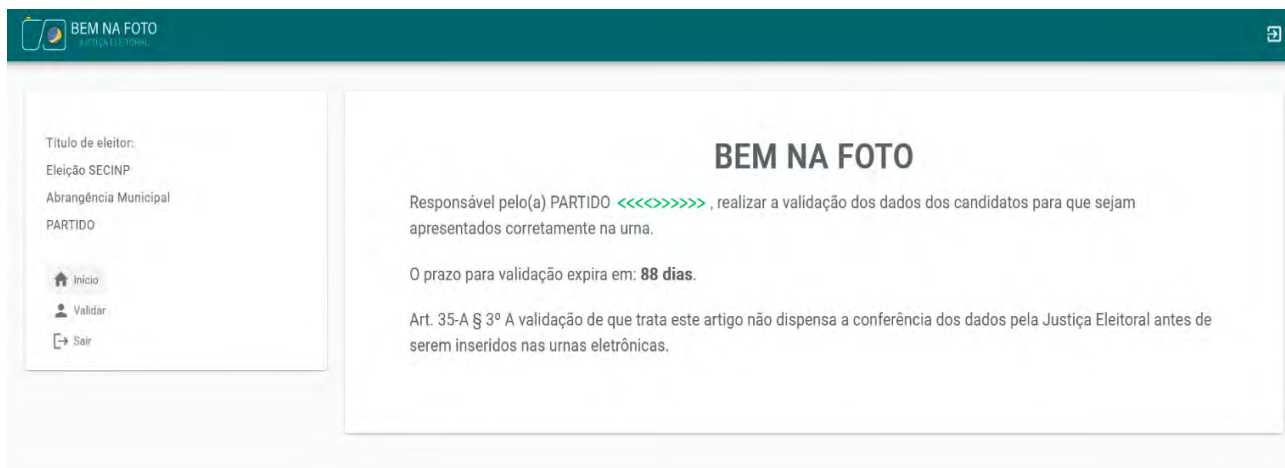 BEM NA FOTO
JUSTIÇA ELEITORAL
Título de eleitor:
Eleição SECINP
Abrangência Municipal
PARTIDO
Início
Validar
Sair
BEM NA FOTO
Responsável pelo(a) PARTIDO <<<<>>>>>> , realizar a validação dos dados dos candidatos para que sejam
apresentados corretamente na urna.
O prazo para validação expira em: 88 dias.
Art. 35-A § 3º A validação de que trata este artigo não dispensa a conferência dos dados pela Justiça Eleitoral antes de
serem inseridos nas urnas eletrônicas.